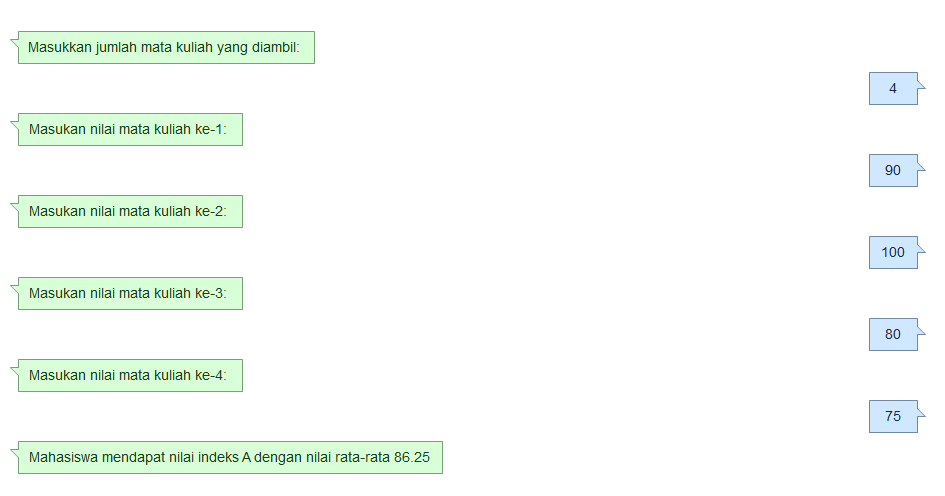 Masukkan jumlah mata kuliah yang diambil:
4
Masukan nilai mata kuliah ke-1:
90
Masukan nilai mata kuliah ke-2:
100
Masukan nilai mata kuliah ke-3:
80
Masukan nilai mata kuliah ke-4:
75
Mahasiswa mendapat nilai indeks A dengan nilai rata-rata 86.25